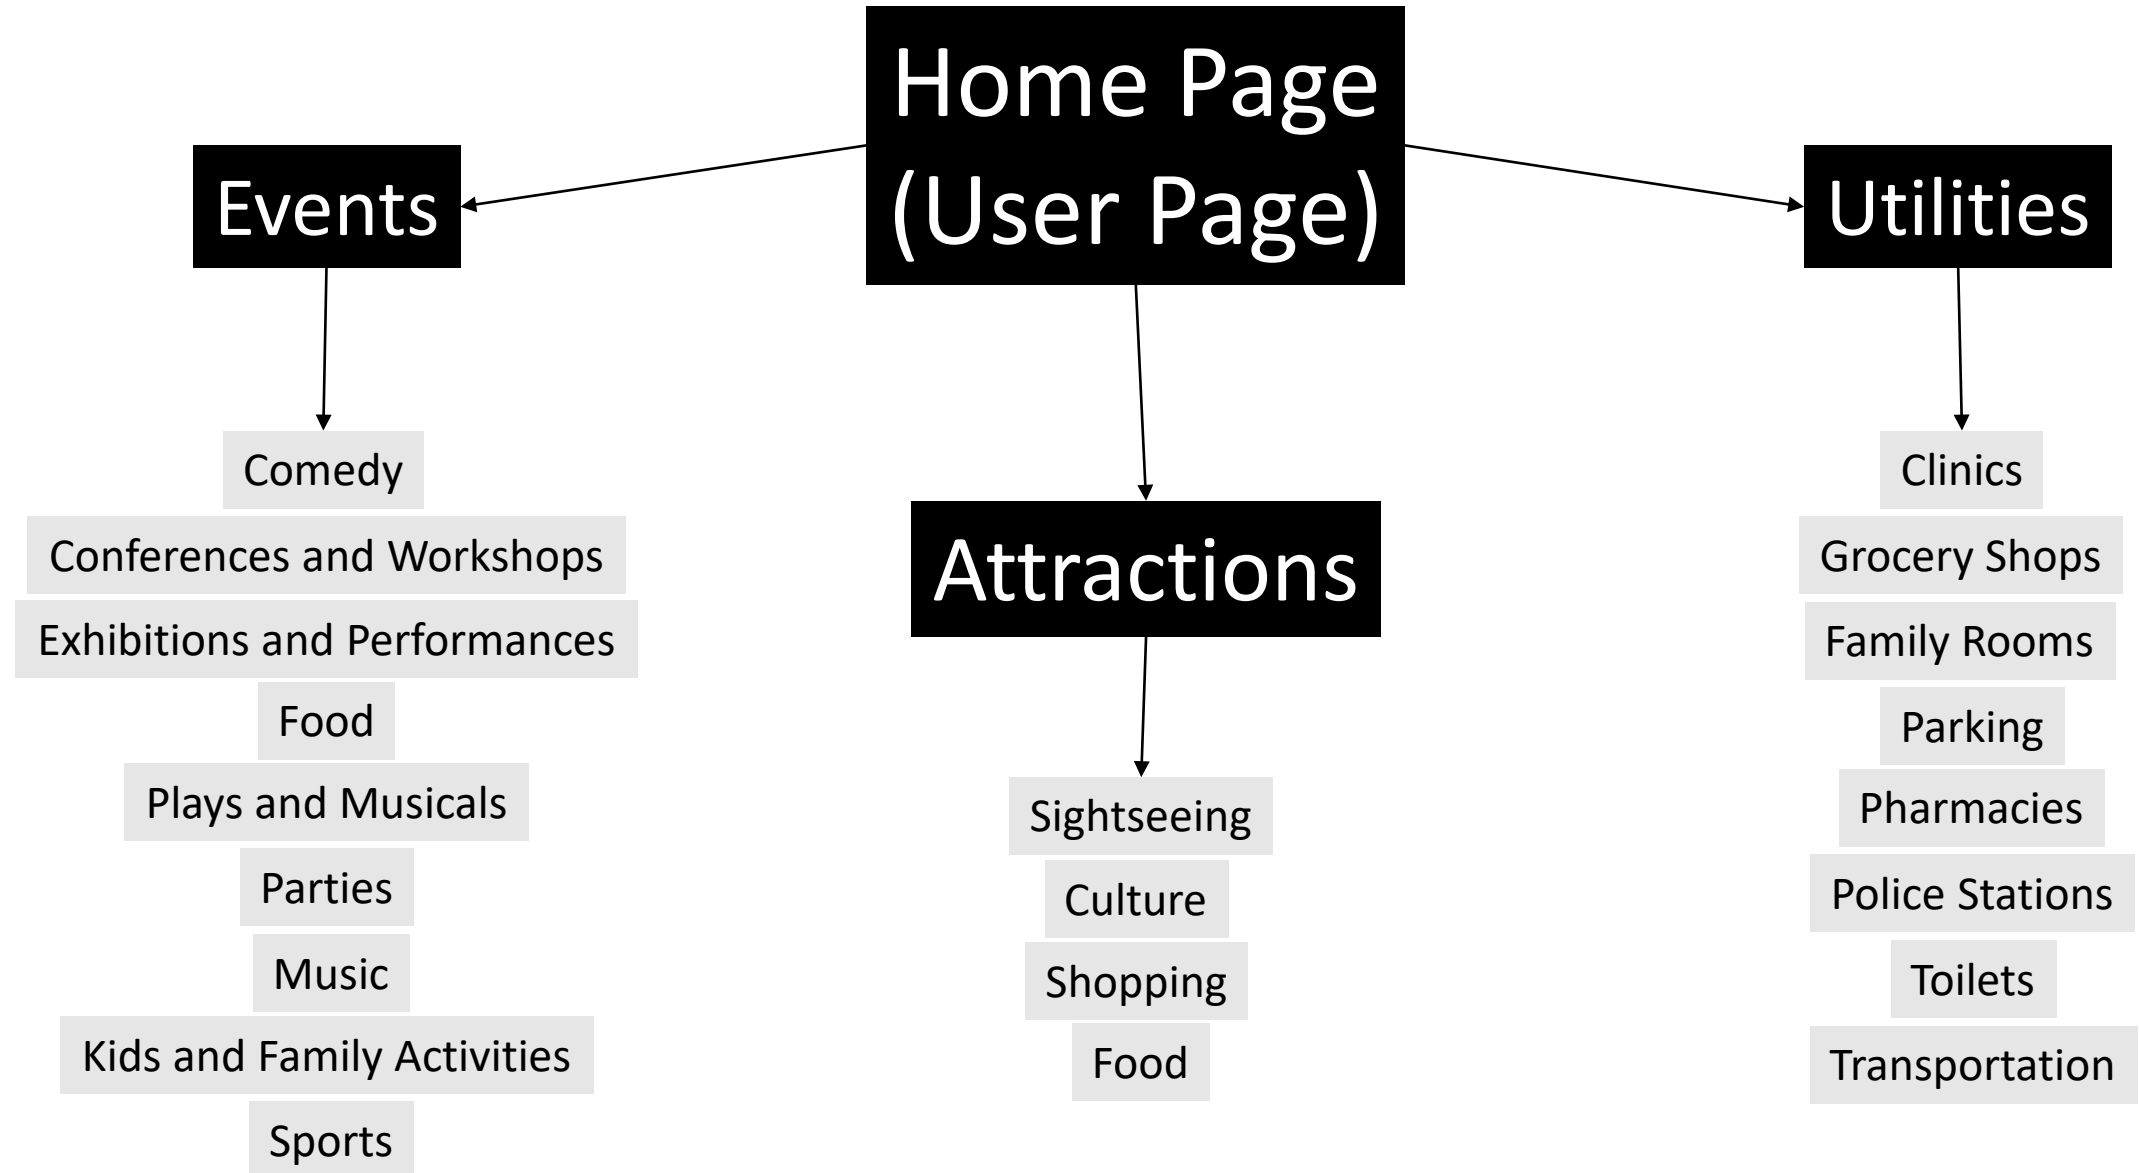 Home Page
(User Page)
Events
Utilities
Attractions
Comedy
Conferences and Workshops
Exhibitions and Performances
Food
Plays and Musicals
Parties
Music
Kids and Family Activities
Sports
Sightseeing
Culture
Shopping
Food
Clinics
Grocery Shops
Family Rooms
Parking
Pharmacies
Police Stations
Toilets
Transportation